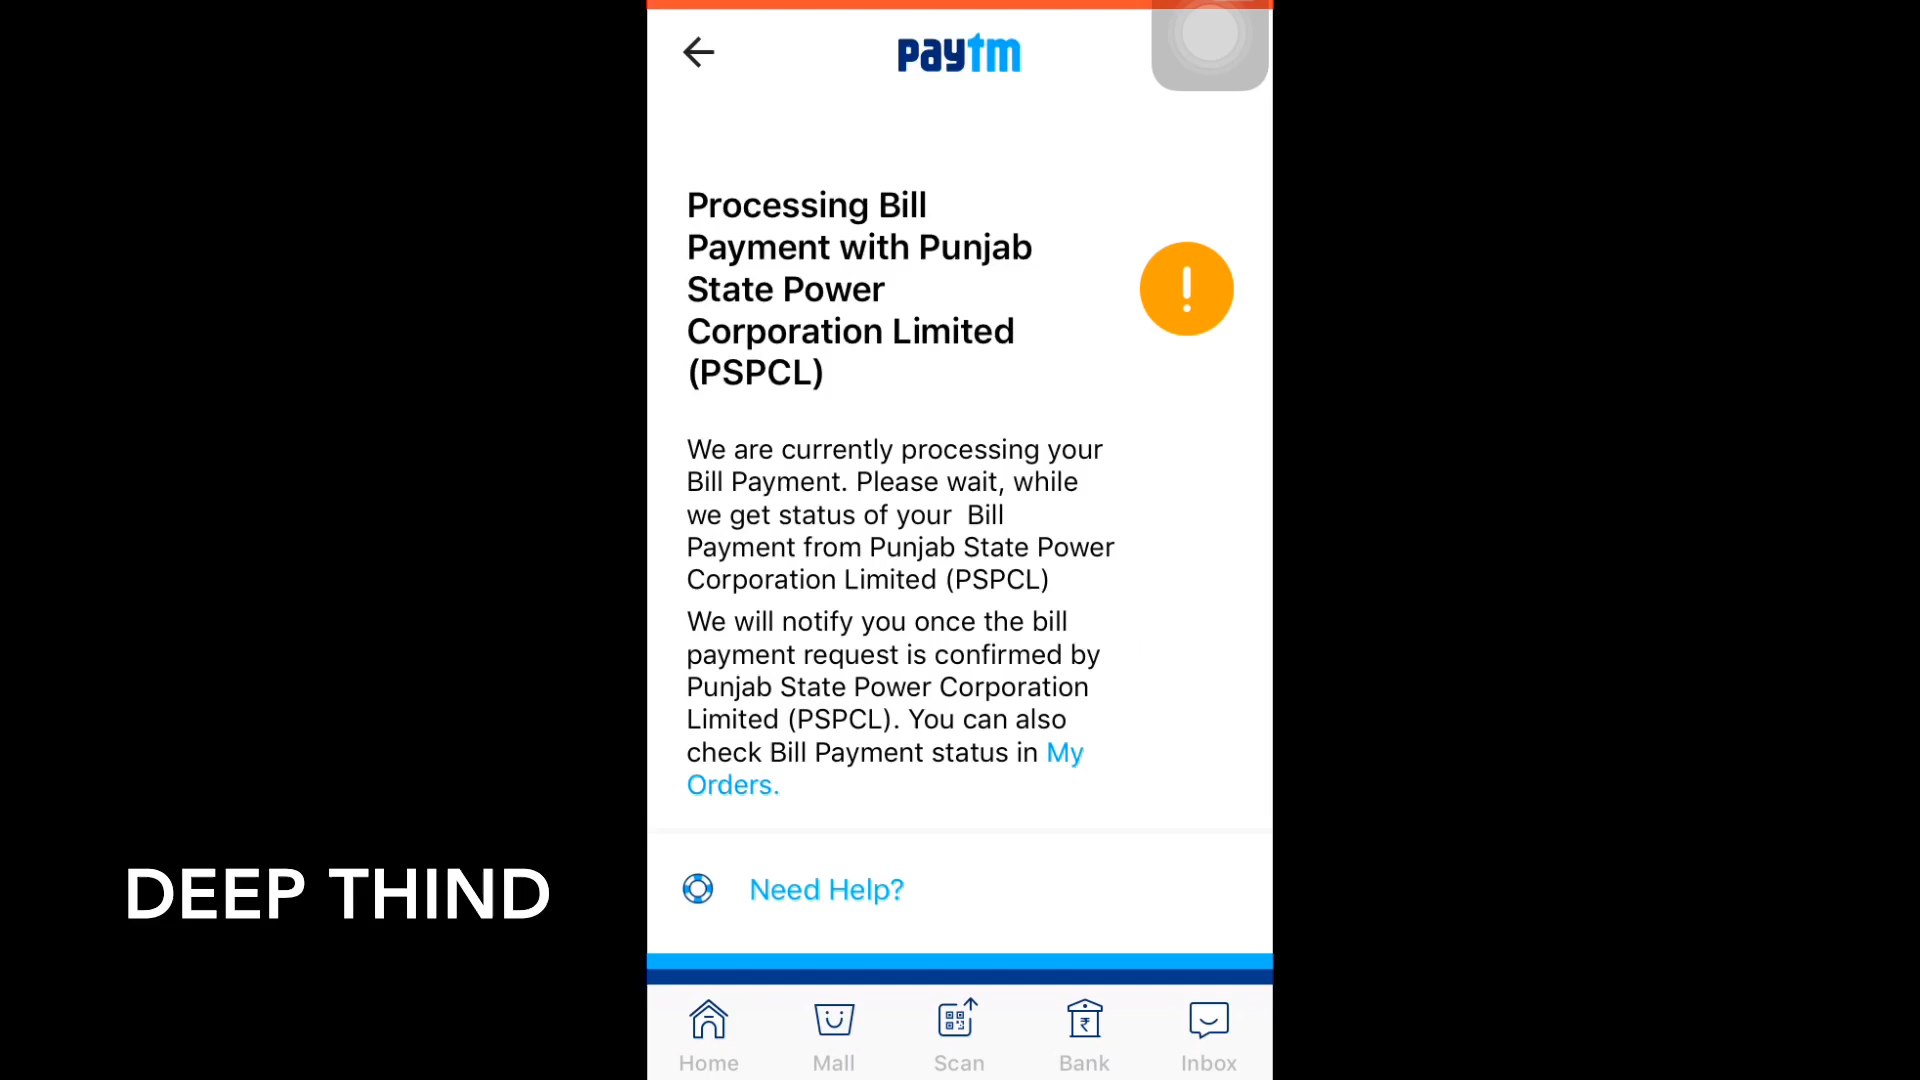 paytm
Processing Bill
Payment with Punjab
State Power
Corporation Limited
(PSPCL)
We are currently processing your
Bill Payment. Please wait, while
we get status of your  Bill
Payment from Punjab State Power
Corporation Limited (PSPCL)
We will notify you once the bill
payment request is confirmed by
Punjab State Power Corporation
Limited (PSPCL). You can also
check Bill Payment status in My
Orders.
Need Help?
DEEP THIND
Home Mall Scan Bank Inbox